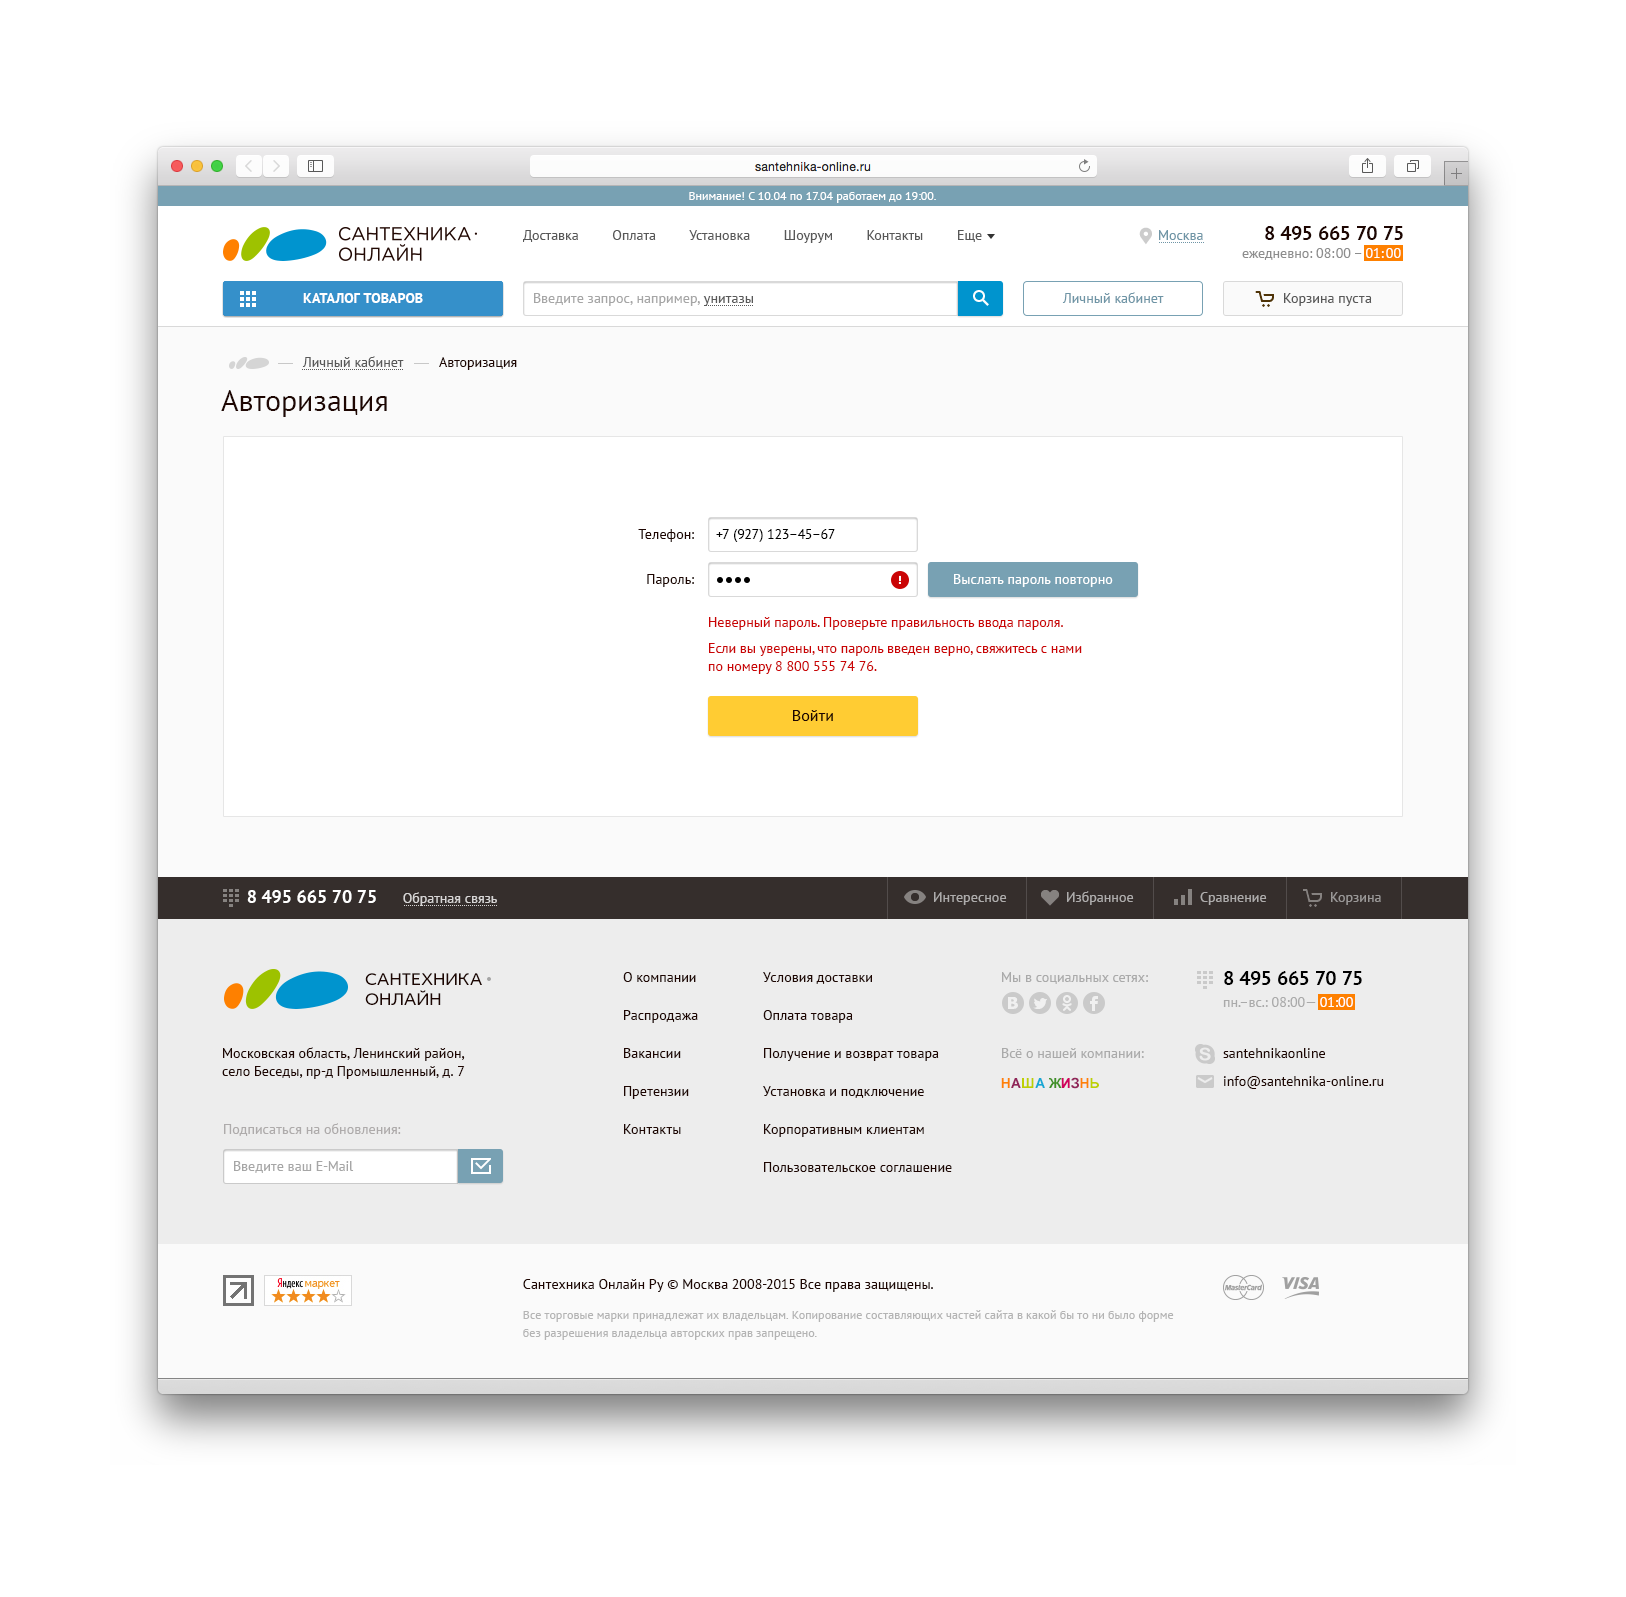 santehnika-online.ru
Внимание! С 10.04 по 17.04 работаем до 19:00.
САНТЕХНИКА
ОНЛАЙН
Доставка Оплата Установка Шоурум Контакты Еще
Москва
8 495 665 70 75
ежедневно: 08:00 – 01:00
КАТАЛОГ ТОВАРОВ
Введите запрос, например, унитазы
Личный кабинет
Корзина пуста
Личный кабинет — Авторизация
Авторизация
Телефон: +7 (927) 123–45–67
Пароль: ●●●● ! Выслать пароль повторно
Неверный пароль. Проверьте правильность ввода пароля.
Если вы уверены, что пароль введен верно, свяжитесь с нами
по номеру 8 800 555 74 76.
Войти
8 495 665 70 75 Обратная связь Интересное Избранное Сравнение Корзина
САНТЕХНИКА
ОНЛАЙН
Московская область, Ленинский район,
село Беседы, пр-д Промышленный, д. 7
Подписаться на обновления:
Введите ваш E-Mail
О компании
Распродажа
Вакансии
Претензии
Контакты
Условия доставки
Оплата товара
Получение и возврат товара
Установка и подключение
Корпоративным клиентам
Пользовательское соглашение
Мы в социальных сетях:
Всё о нашей компании:
НАША ЖИЗНЬ
8 495 665 70 75
пн.–вс.: 08:00— 01:00
santehnikaonline
info@santehnika-online.ru
Яндекс маркет
Сантехника Онлайн Ру © Москва 2008-2015 Все права защищены.
Все торговые марки принадлежат их владельцам. Копирование составляющих частей сайта в какой бы то ни было форме
без разрешения владельца авторских прав запрещено.
MasterCard VISA